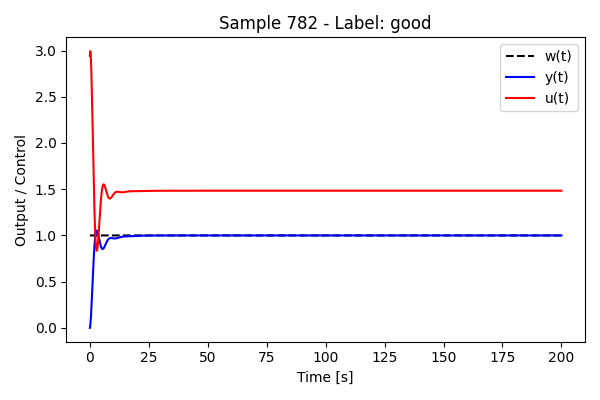 Sample 782 - Label: good
3.0
2.5
2.0
1.5
1.0
0.5
0.0
Output / Control
w(t)
y(t)
u(t)
0 25 50 75 100 125 150 175 200
Time [s]